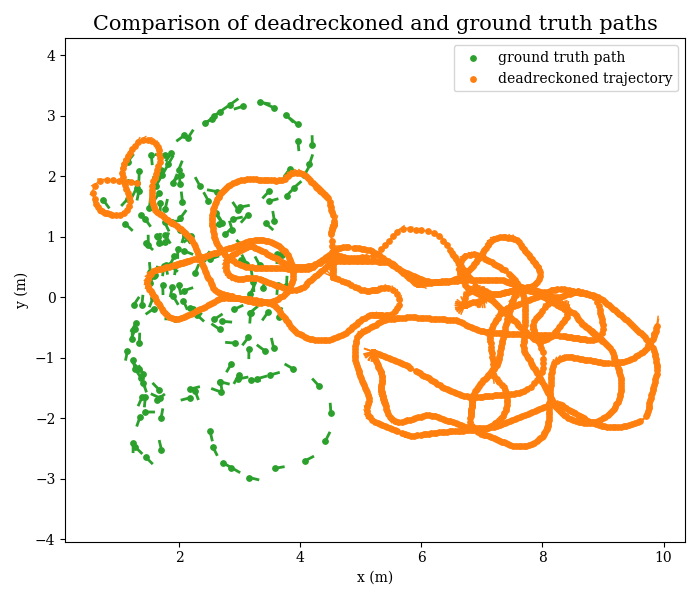 Comparison of deadreckoned and ground truth paths
ground truth path
deadreckoned trajectory
4
3
2
1
0
−1
−2
−3
−4
y (m)
2
4
6
8
10
x (m)